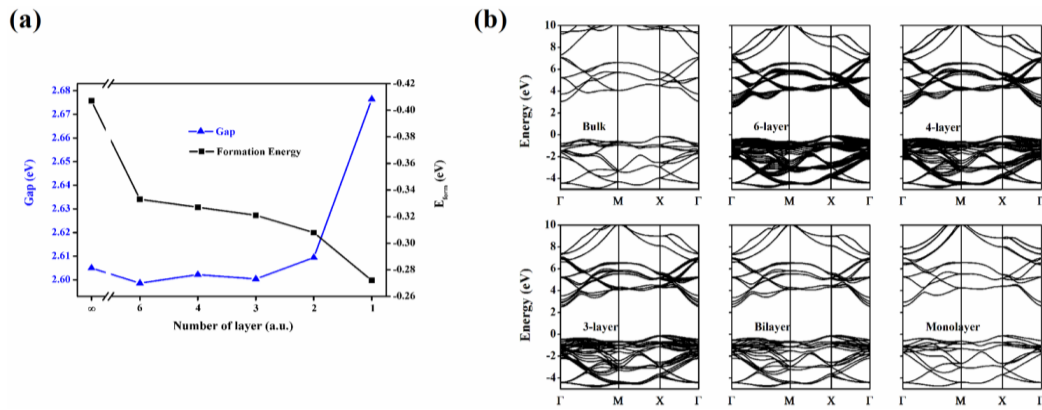 (a)
Gap (eV)
2.68
2.67
2.66
2.65
2.64
2.63
2.62
2.61
2.60
Gap
Formation Energy
-0.42
-0.40
-0.38
-0.36
-0.34
-0.32
-0.30
-0.28
-0.26
E_form (eV)
∞ 6 4 3 2 1
Number of layer (a.u.)
(b)
Energy (eV)
10
8
6
4
2
0
-2
-4
Bulk
6-layer
4-layer
Γ M X Γ Γ M X Γ Γ M X Γ
Energy (eV)
10
8
6
4
2
0
-2
-4
3-layer
Bilayer
Monolayer
Γ M X Γ Γ M X Γ Γ M X Γ